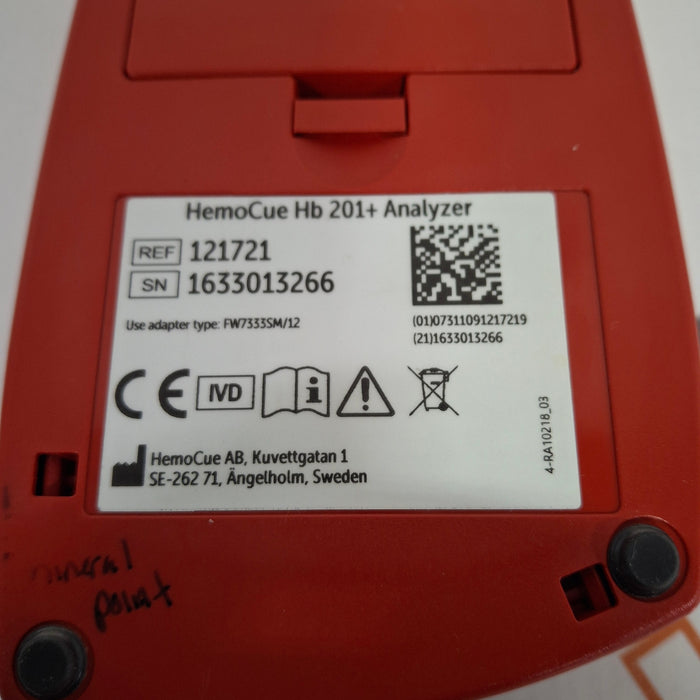 HemoCue Hb 201+ Analyzer
REF 121721
SN 1633013266
Use adapter type: FW7333SM/12
(01)07311091217219
(21)1633013266
CE IVD i !
HemoCue AB, Kuvettgatan 1
SE-262 71, Ängelholm, Sweden
4-RA10218_03
point